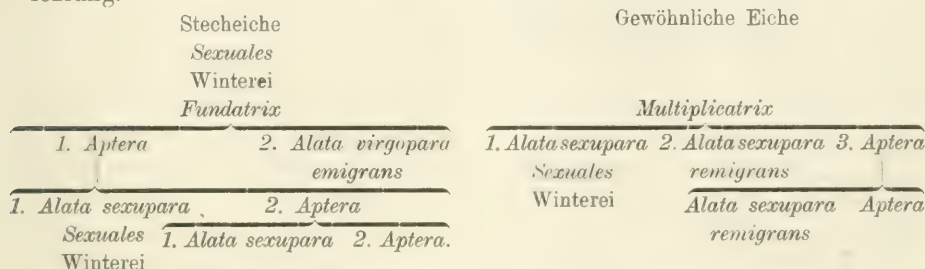 Stecheiche
Sexuales
Winterei
Fundatrix
1. Aptera 2. Alata virgopara
emigrans
1. Alata sexupara 2. Aptera
Sexuales 1. Alata sexupara 2. Aptera.
Winterei
Gewöhnliche Eiche
Multiplicatrix
1. Alata sexupara 2. Alata sexupara 3. Aptera
Sexuales remigrans
Winterei Alata sexupara Aptera
remigrans